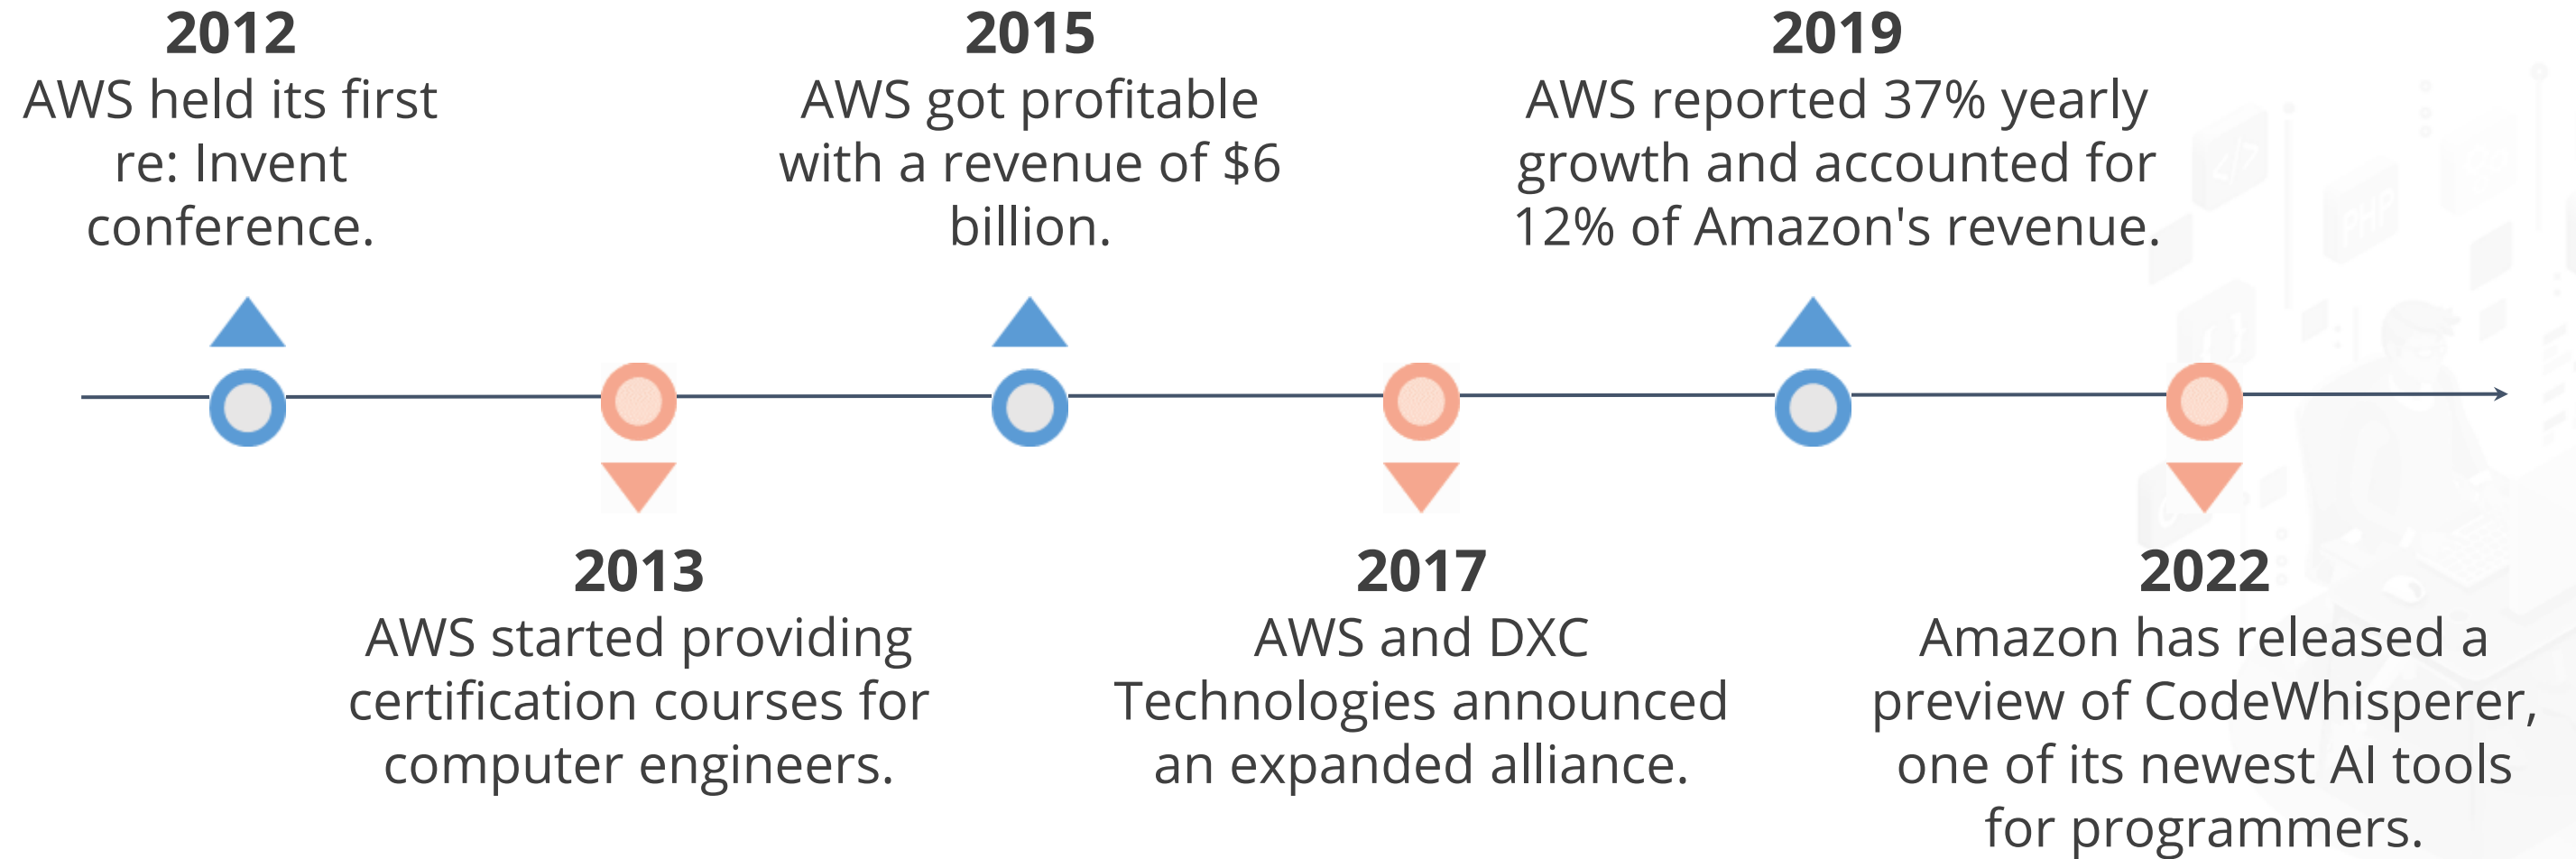 2012
AWS held its first
re: Invent
conference.
2015
AWS got profitable
with a revenue of $6
billion.
2019
AWS reported 37% yearly
growth and accounted for
12% of Amazon's revenue.
2013
AWS started providing
certification courses for
computer engineers.
2017
AWS and DXC
Technologies announced
an expanded alliance.
2022
Amazon has released a
preview of CodeWhisperer,
one of its newest AI tools
for programmers.
PHP